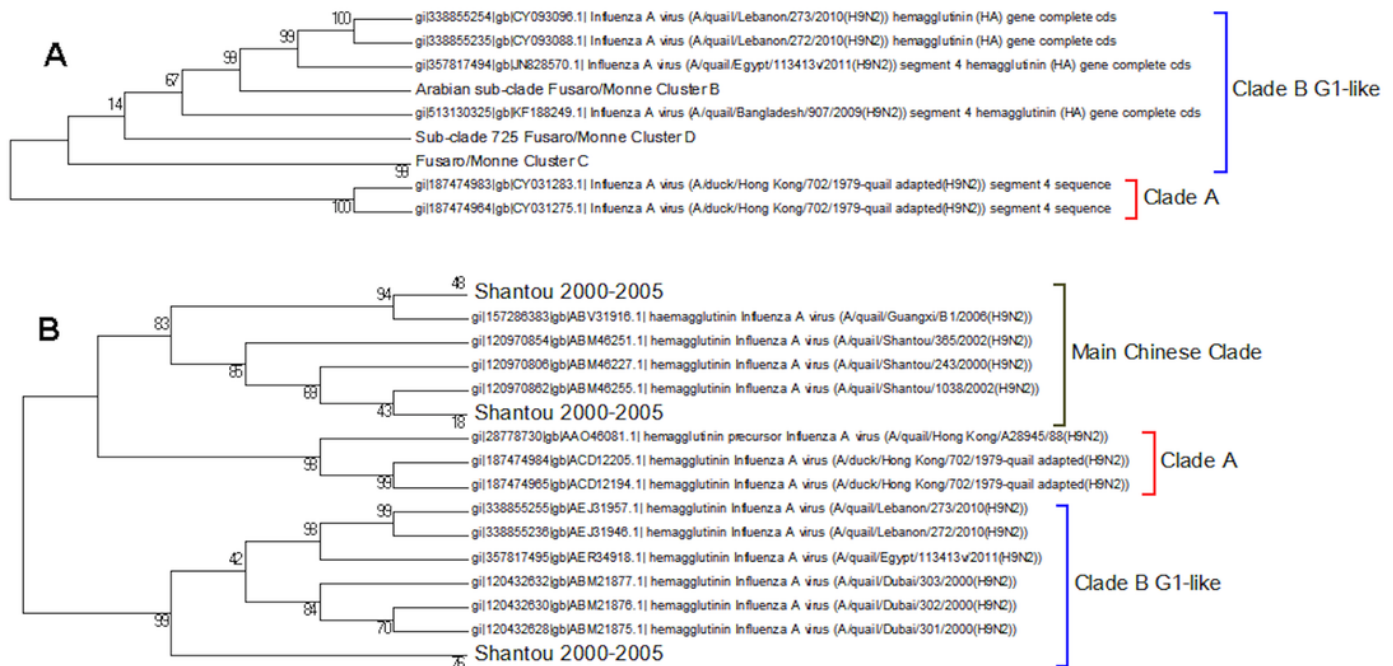 100 gi|338855254|gb|CY093096.1| Influenza A virus (A/quail/Lebanon/273/2010(H9N2)) hemagglutinin (HA) gene complete cds
A 99 gi|338855235|gb|CY093088.1| Influenza A virus (A/quail/Lebanon/272/2010(H9N2)) hemagglutinin (HA) gene complete cds
98 gi|357817494|gb|JN828570.1| Influenza A virus (A/quail/Egypt/113413v/2011(H9N2)) segment 4 hemagglutinin (HA) gene complete cds
67 Arabian sub-clade Fusaro/Monne Cluster B
Clade B G1-like
14 gi|513130325|gb|KF188249.1| Influenza A virus (A/quail/Bangladesh/907/2009(H9N2)) segment 4 hemagglutinin (HA) gene complete cds
Sub-clade 725 Fusaro/Monne Cluster D
Fusaro/Monne Cluster C
98
gi|187474983|gb|CY031283.1| Influenza A virus (A/duck/Hong Kong/702/1979-quail adapted(H9N2)) segment 4 sequence
Clade A
100 gi|187474964|gb|CY031275.1| Influenza A virus (A/duck/Hong Kong/702/1979-quail adapted(H9N2)) segment 4 sequence
48
94 Shantou 2000-2005
B 83 gi|157286383|gb|ABV31916.1| haemagglutinin Influenza A virus (A/quail/Guangxi/B1/2006(H9N2))
gi|120970854|gb|ABM46251.1| hemagglutinin Influenza A virus (A/quail/Shantou/365/2002(H9N2))
Main Chinese Clade
85 gi|120970806|gb|ABM46227.1| hemagglutinin Influenza A virus (A/quail/Shantou/243/2000(H9N2))
69 gi|120970862|gb|ABM46255.1| hemagglutinin Influenza A virus (A/quail/Shantou/1038/2002(H9N2))
43 Shantou 2000-2005
18
gi|28778730|gb|AAO46081.1| hemagglutinin precursor Influenza A virus (A/quail/Hong Kong/A28945/88(H9N2))
98 gi|187474984|gb|ACD12205.1| hemagglutinin Influenza A virus (A/duck/Hong Kong/702/1979-quail adapted(H9N2))
Clade A
99 gi|187474965|gb|ACD12194.1| hemagglutinin Influenza A virus (A/duck/Hong Kong/702/1979-quail adapted(H9N2))
99 gi|338855255|gb|AEJ31957.1| hemagglutinin Influenza A virus (A/quail/Lebanon/273/2010(H9N2))
98 gi|338855236|gb|AEJ31946.1| hemagglutinin Influenza A virus (A/quail/Lebanon/272/2010(H9N2))
42 gi|357817495|gb|AER34918.1| hemagglutinin Influenza A virus (A/quail/Egypt/113413v/2011(H9N2))
gi|120432632|gb|ABM21877.1| hemagglutinin Influenza A virus (A/quail/Dubai/303/2000(H9N2))
Clade B G1-like
84 gi|120432630|gb|ABM21876.1| hemagglutinin Influenza A virus (A/quail/Dubai/302/2000(H9N2))
99 70 gi|120432628|gb|ABM21875.1| hemagglutinin Influenza A virus (A/quail/Dubai/301/2000(H9N2))
Shantou 2000-2005